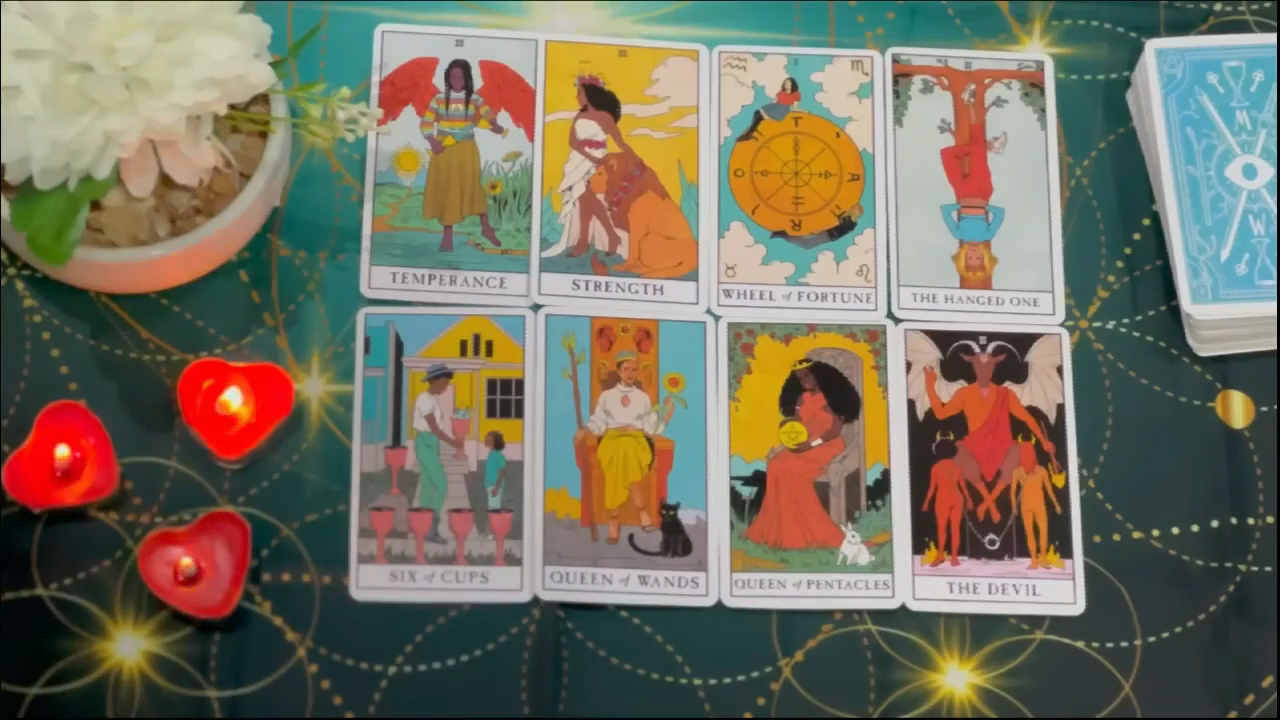 TEMPERANCE
STRENGTH
WHEEL of FORTUNE
THE HANGED ONE
SIX of CUPS
QUEEN of WANDS
QUEEN of PENTACLES
THE DEVIL
M
W